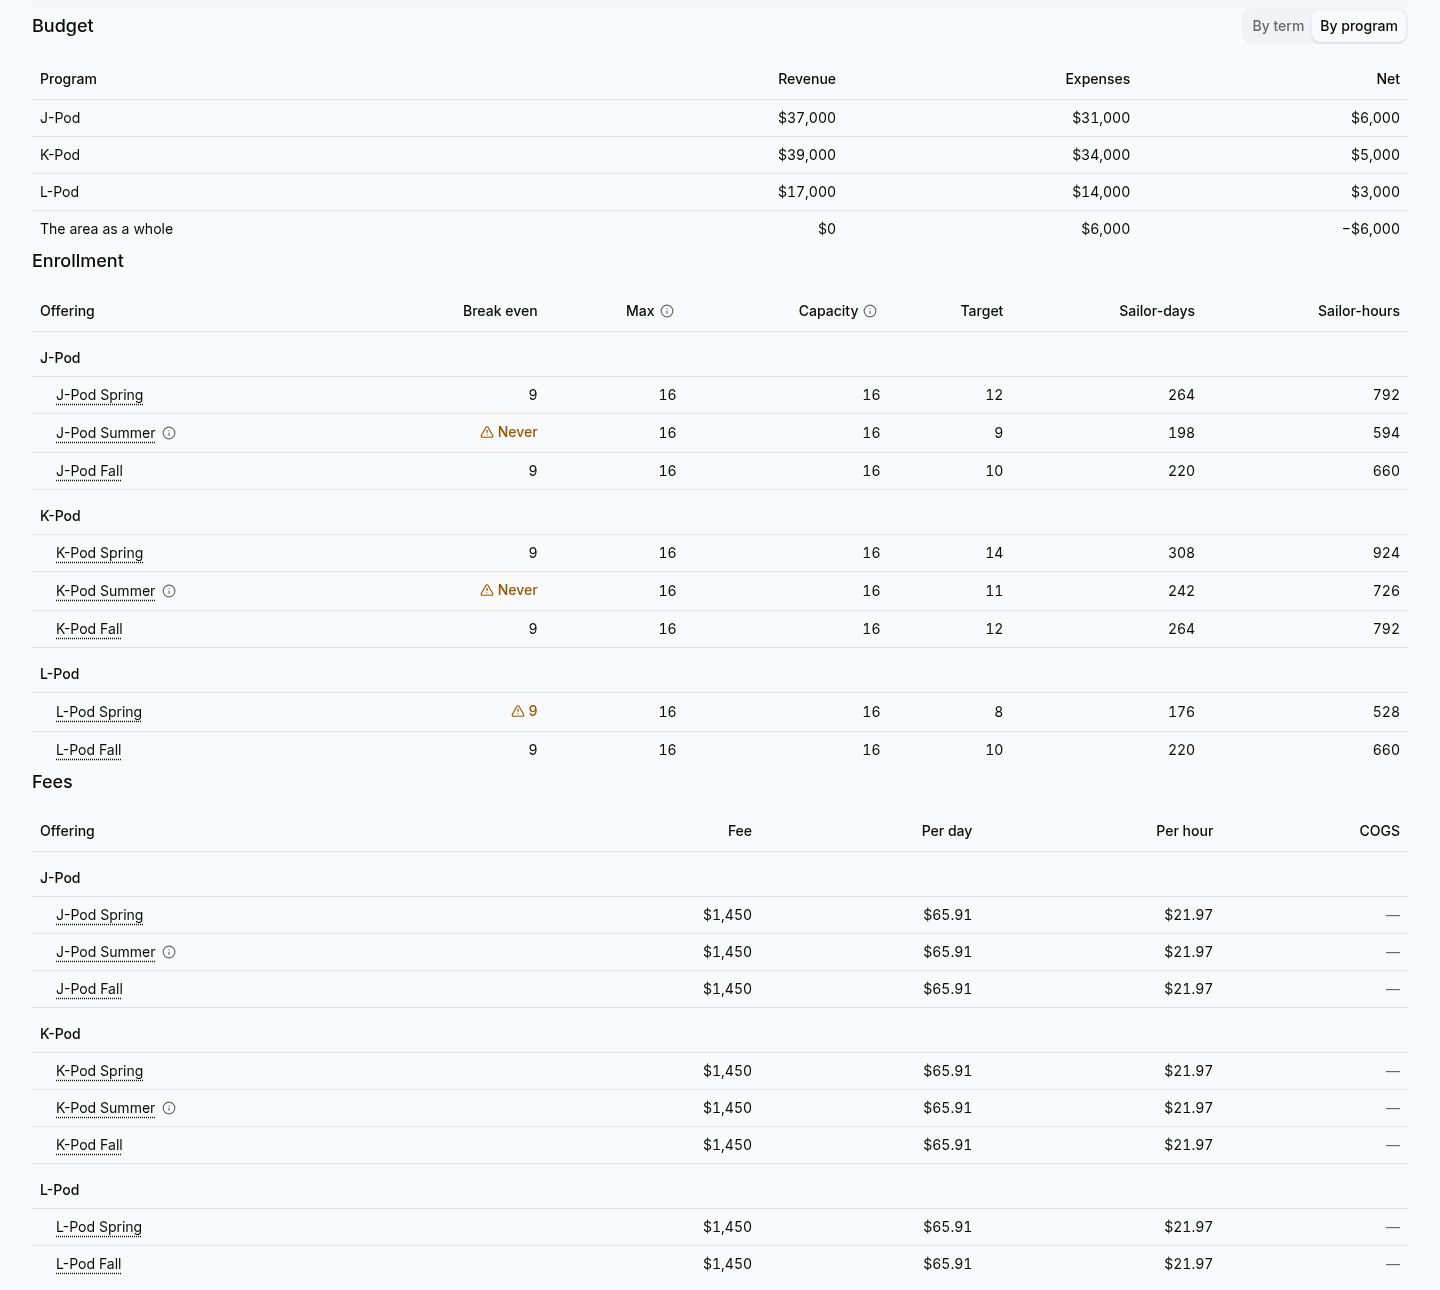 Budget By term By program
Program Revenue Expenses Net
J-Pod $37,000 $31,000 $6,000
K-Pod $39,000 $34,000 $5,000
L-Pod $17,000 $14,000 $3,000
The area as a whole $0 $6,000 −$6,000
Enrollment
Offering Break even Max Capacity Target Sailor-days Sailor-hours
J-Pod
J-Pod Spring 9 16 16 12 264 792
J-Pod Summer Never 16 16 9 198 594
J-Pod Fall 9 16 16 10 220 660
K-Pod
K-Pod Spring 9 16 16 14 308 924
K-Pod Summer Never 16 16 11 242 726
K-Pod Fall 9 16 16 12 264 792
L-Pod
L-Pod Spring 9 16 16 8 176 528
L-Pod Fall 9 16 16 10 220 660
Fees
Offering Fee Per day Per hour COGS
J-Pod
J-Pod Spring $1,450 $65.91 $21.97 —
J-Pod Summer $1,450 $65.91 $21.97 —
J-Pod Fall $1,450 $65.91 $21.97 —
K-Pod
K-Pod Spring $1,450 $65.91 $21.97 —
K-Pod Summer $1,450 $65.91 $21.97 —
K-Pod Fall $1,450 $65.91 $21.97 —
L-Pod
L-Pod Spring $1,450 $65.91 $21.97 —
L-Pod Fall $1,450 $65.91 $21.97 —